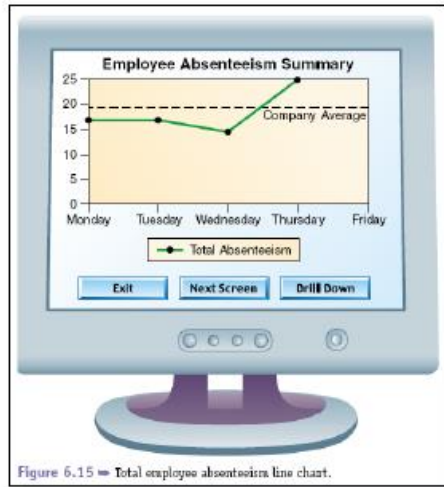 Employee Absenteeism Summary
25
20
Company Average
15
10
5
0
Monday Tuesday Wednesday Thursday Friday
Total Absenteeism
Exit Next Screen Drill Down
Figure 6.15 ➡ Total employee absenteeism line chart.